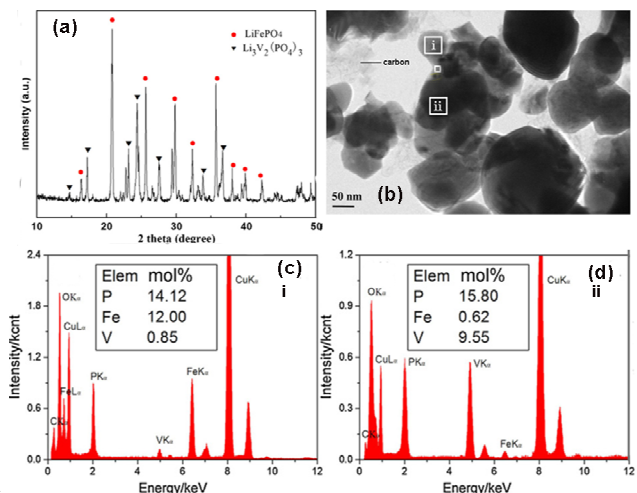 (a)
LiFePO4
Li3V2(PO4)3
intensity (a.u.)
10 20 30 40 50
2 theta (degree)
i
carbon
ii
50 nm
(b)
2.4
1.8
1.2
0.6
0.0
Intensity/kcnt
Elem mol%
P 14.12
Fe 12.00
V 0.85
(c)
i
OKα
CuLα
FeLα
CKα
PKα
VKα
FeKα
CuKα
0 2 4 6 8 10 12
Energy/keV
1.2
0.9
0.6
0.3
0.0
Intensity/kcnt
Elem mol%
P 15.80
Fe 0.62
V 9.55
(d)
ii
OKα
CuLα
CKα
PKα
VKα
FeKα
CuKα
0 2 4 6 8 10 12
Energy/keV